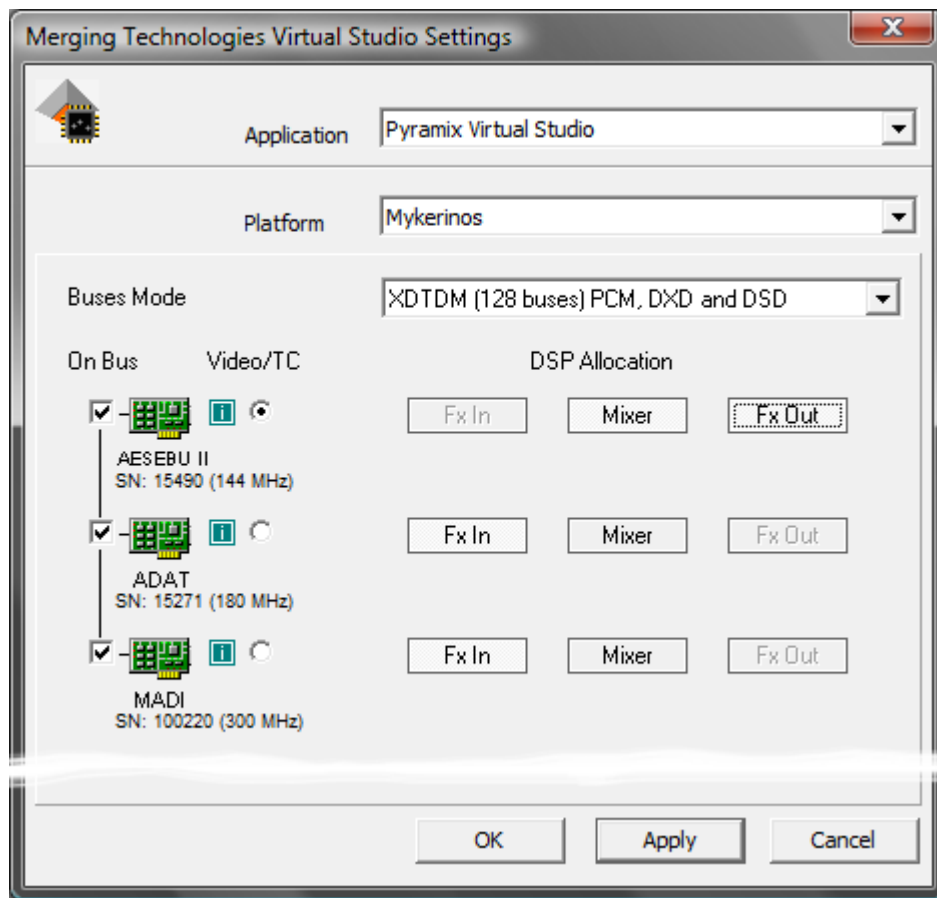 Merging Technologies Virtual Studio Settings
Application Pyramix Virtual Studio
Platform Mykerinos
Buses Mode XDTDM (128 buses) PCM, DXD and DSD
On Bus Video/TC DSP Allocation
i Fx In Mixer Fx Out
AESEBU II
SN: 15490 (144 MHz)
i Fx In Mixer Fx Out
ADAT
SN: 15271 (180 MHz)
i Fx In Mixer Fx Out
MADI
SN: 100220 (300 MHz)
OK Apply Cancel